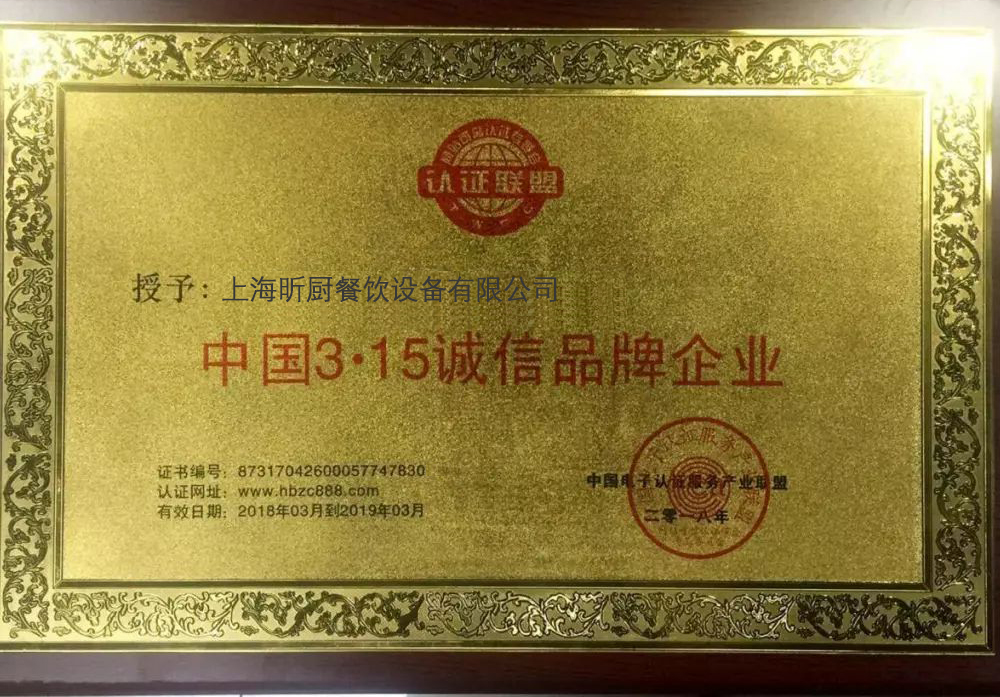 认证联盟
授予：上海昕厨餐饮设备有限公司
中国3·15诚信品牌企业
证书编号：87317042600057747830
认证网址：www.hbzc888.com
有效日期：2018年03月到2019年03月
中国电子认证服务产业联盟
二零一八年